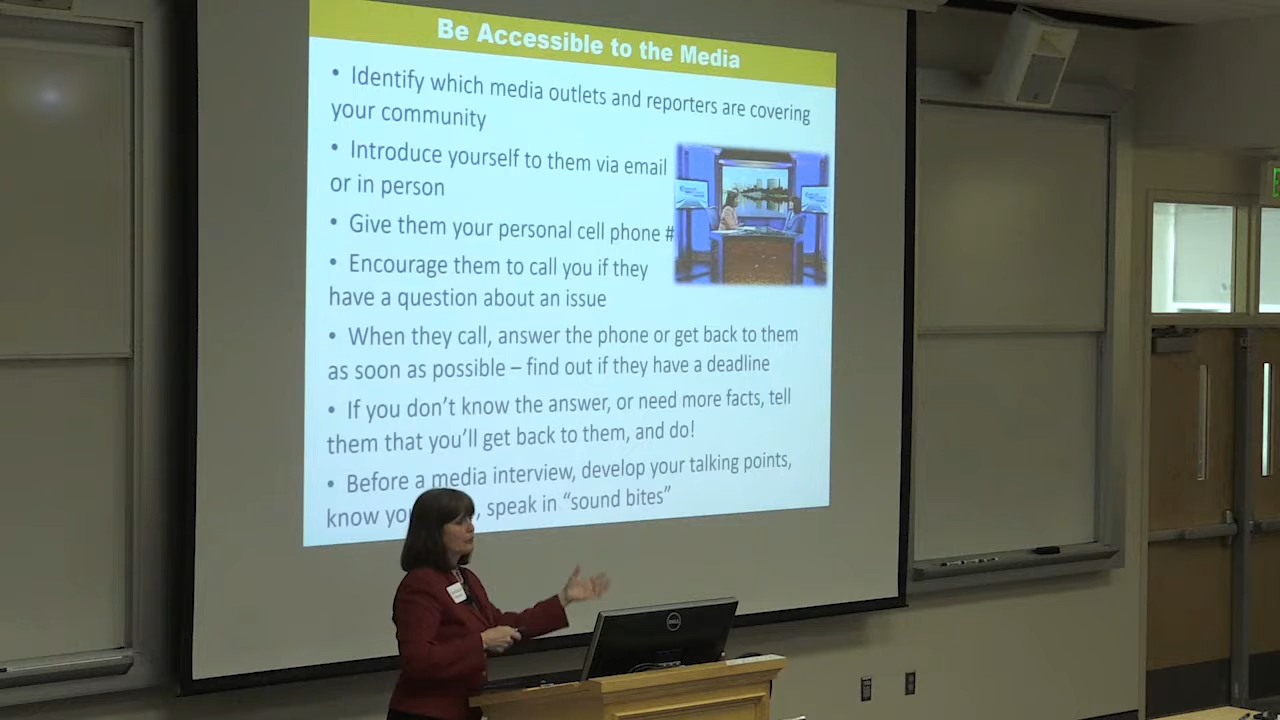 Be Accessible to the Media
• Identify which media outlets and reporters are covering
your community
• Introduce yourself to them via email
or in person
• Give them your personal cell phone #
• Encourage them to call you if they
have a question about an issue
• When they call, answer the phone or get back to them
as soon as possible – find out if they have a deadline
• If you don't know the answer, or need more facts, tell
them that you'll get back to them, and do!
• Before a media interview, develop your talking points,
know speak in "sound bites"
DELL